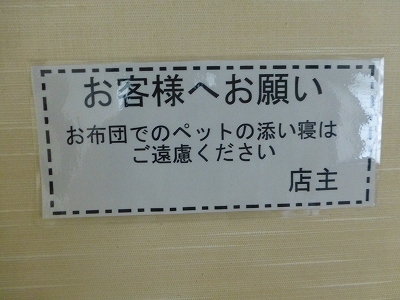 お客様へお願い
お布団でのペットの添い寝は
ご遠慮ください
店主